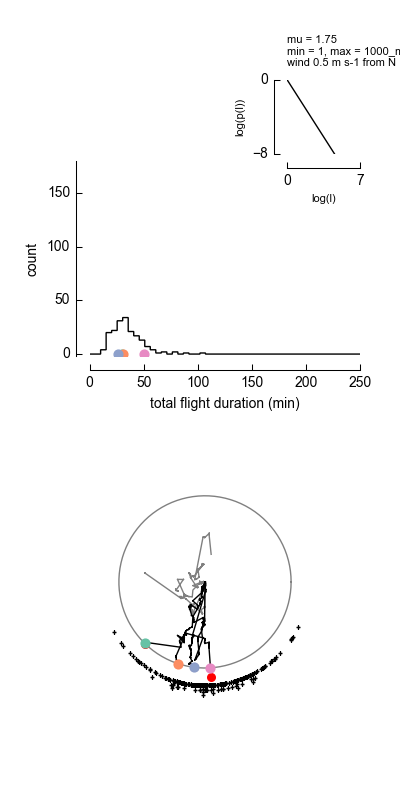 mu = 1.75
min = 1, max = 1000_m
wind 0.5 m s-1 from N
0
log(p(l))
−8
0 7
log(l)
150
100
count
50
0
0 50 100 150 200 250
total flight duration (min)